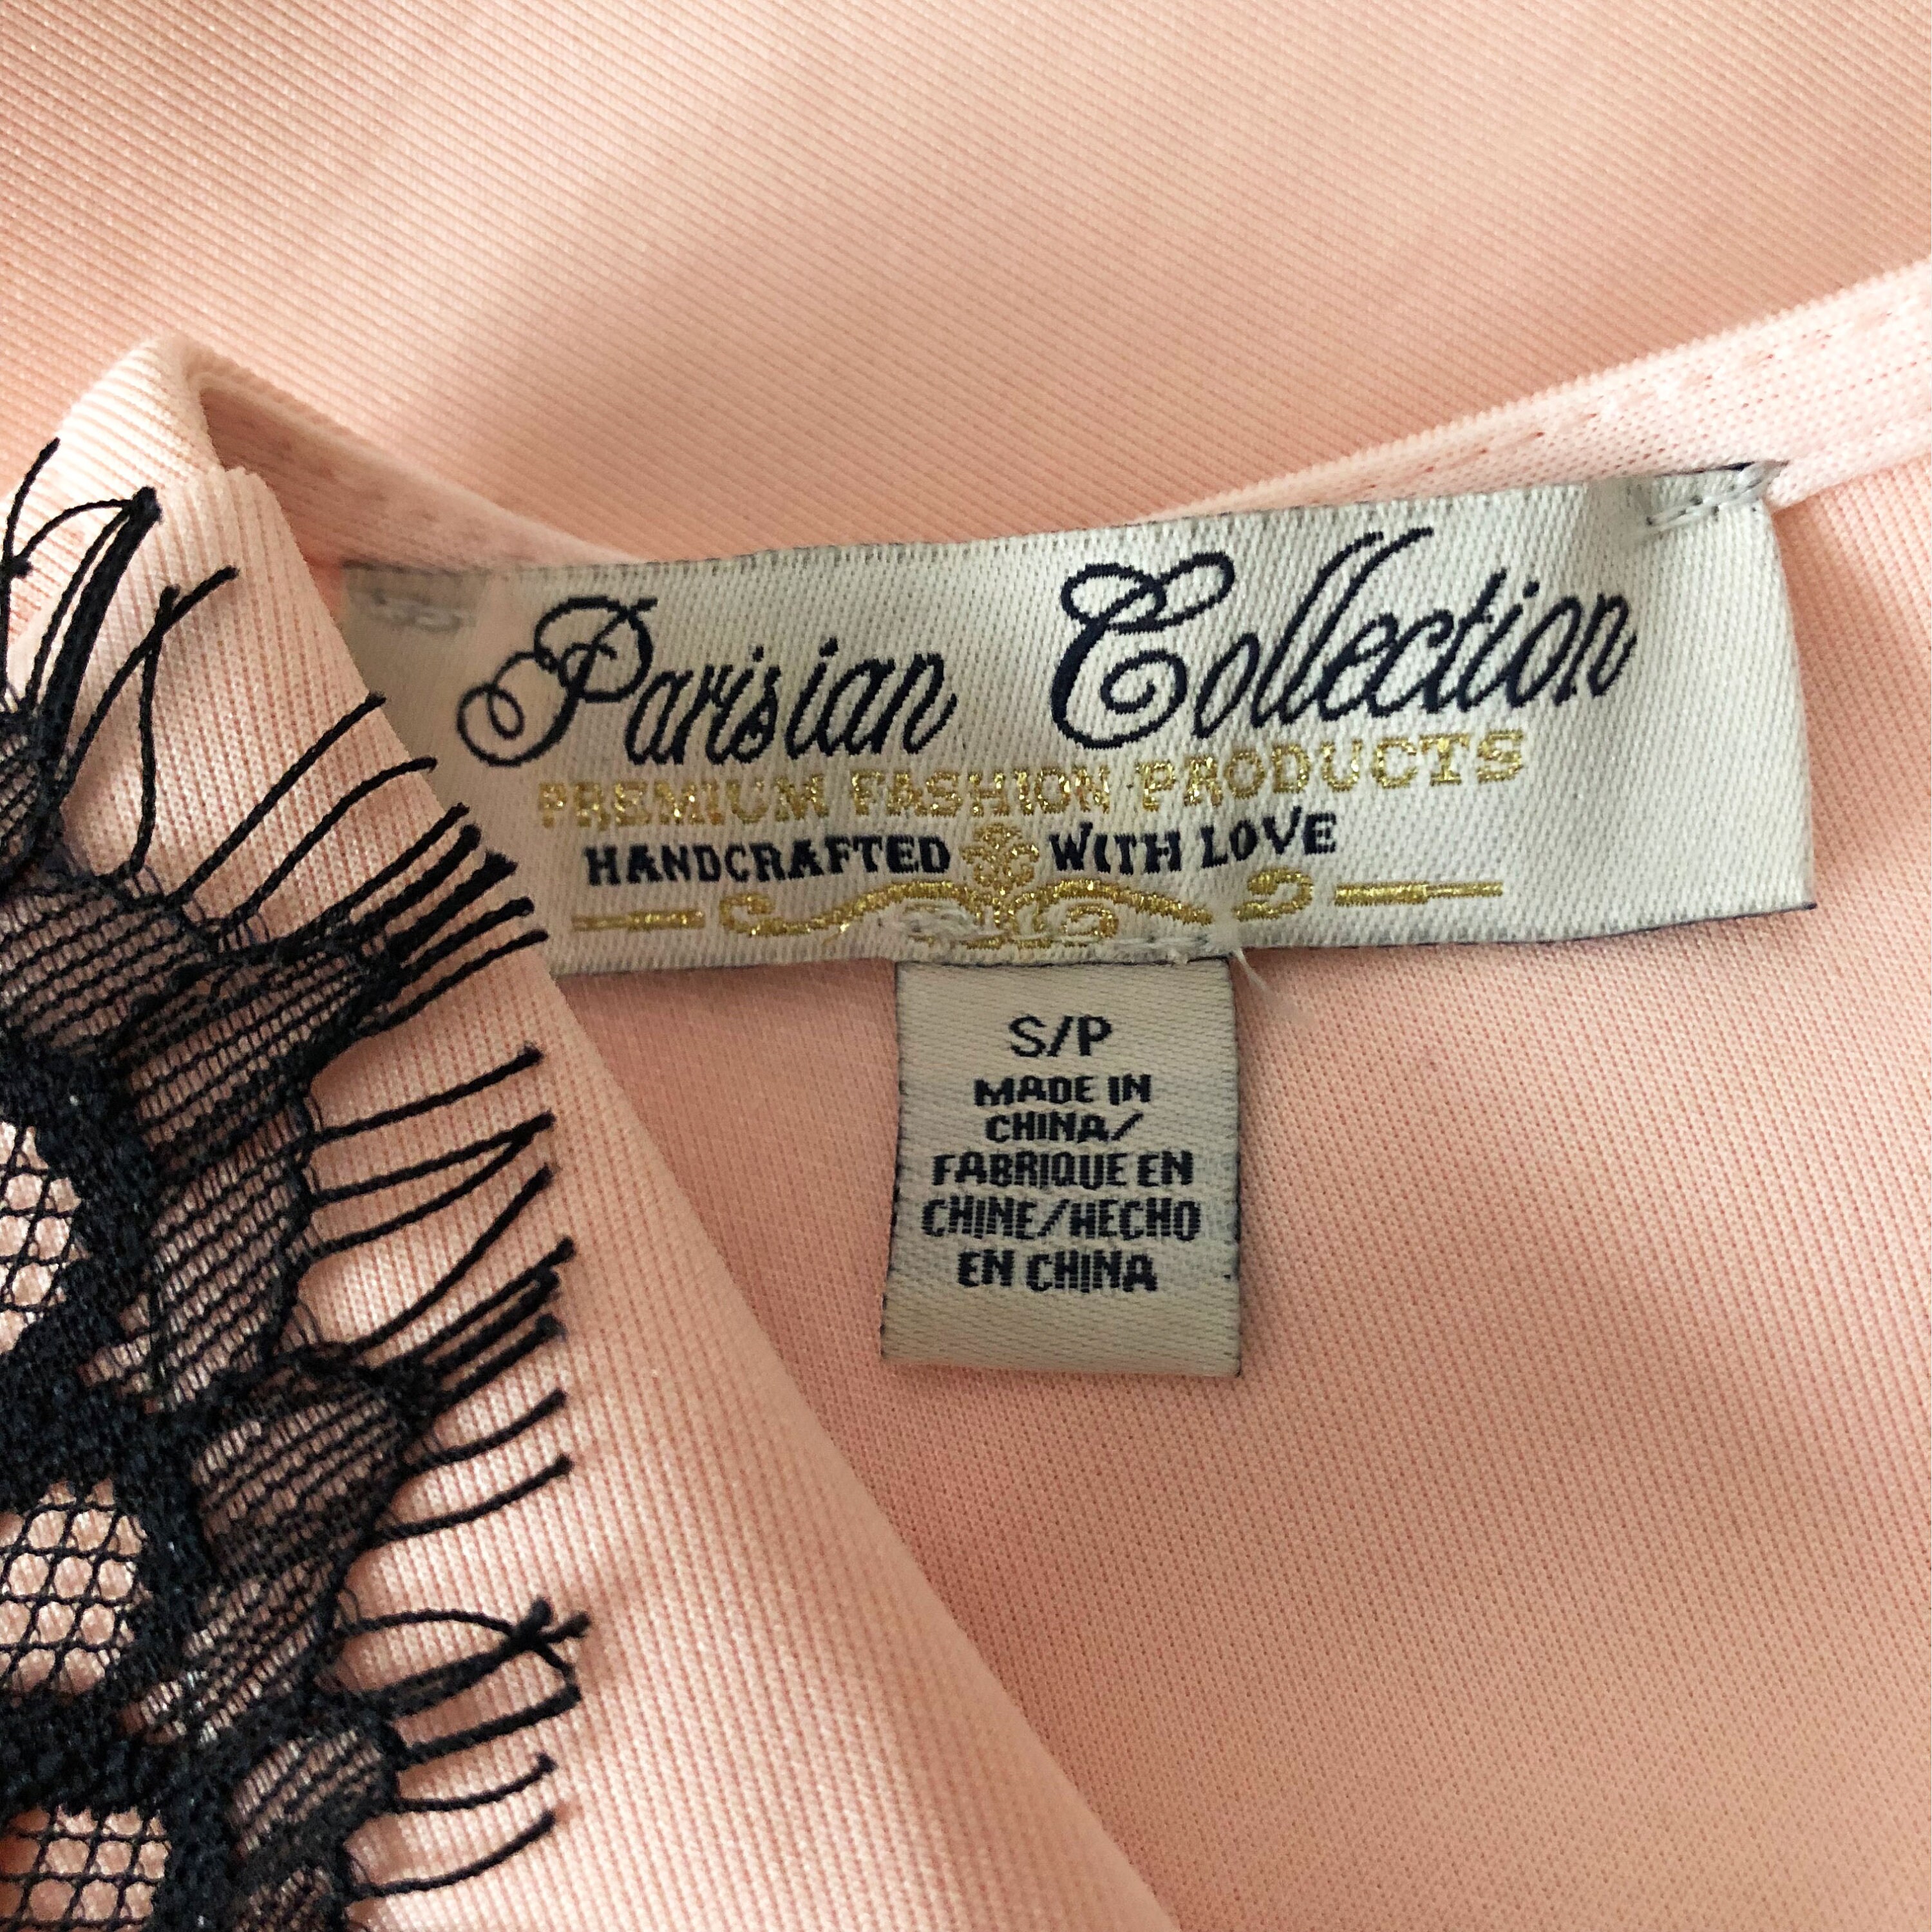 Parisian Collection
PREMIUM FASHION PRODUCTS
HANDCRAFTED WITH LOVE
S/P
MADE IN
CHINA/
FABRIQUE EN
CHINE/HECHO
EN CHINA